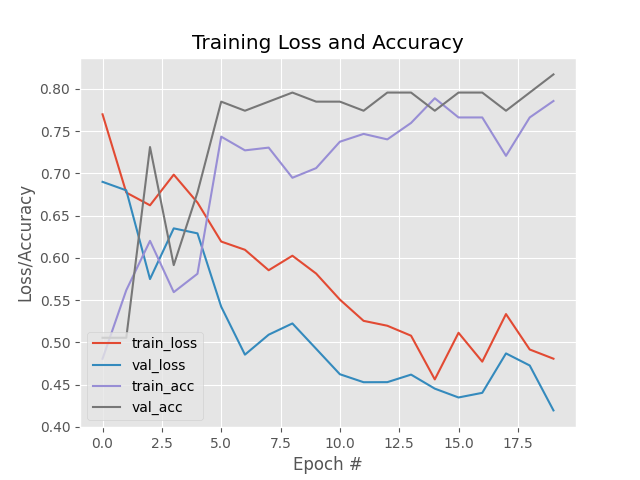 Training Loss and Accuracy
Loss/Accuracy
0.80
0.75
0.70
0.65
0.60
0.55
0.50
0.45
0.40
train_loss
val_loss
train_acc
val_acc
0.0 2.5 5.0 7.5 10.0 12.5 15.0 17.5
Epoch #